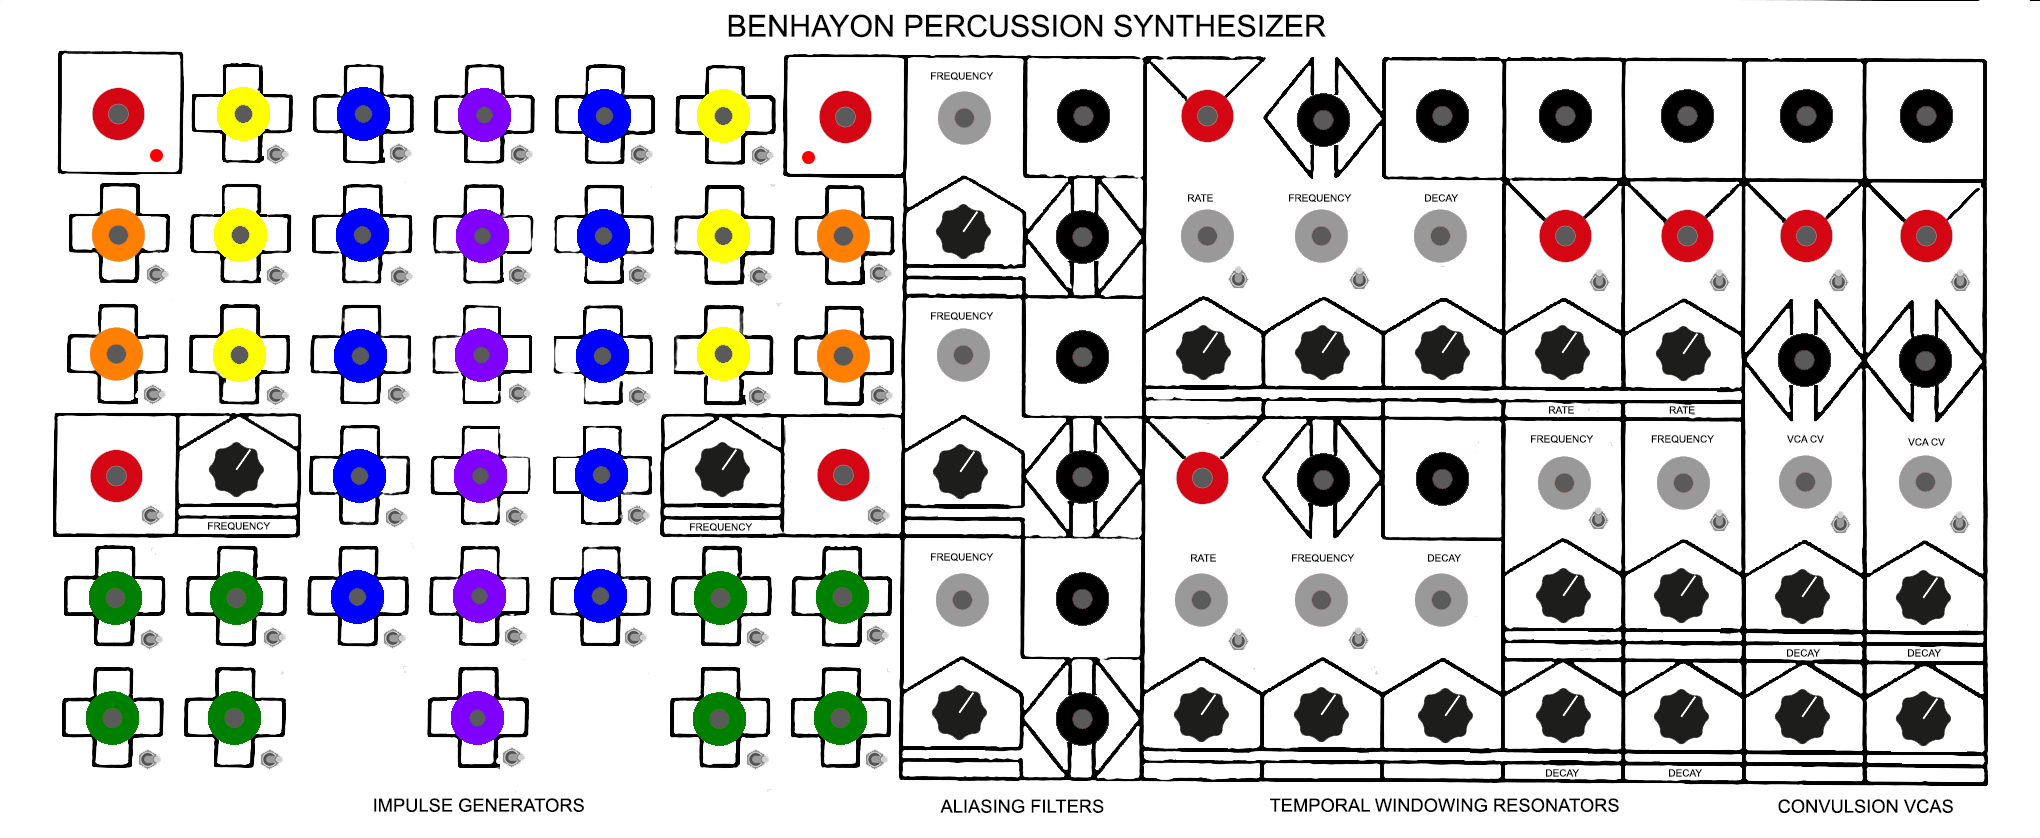 BENHAYON PERCUSSION SYNTHESIZER
FREQUENCY
RATE FREQUENCY DECAY
FREQUENCY
RATE RATE
FREQUENCY FREQUENCY VCA CV VCA CV
FREQUENCY FREQUENCY
FREQUENCY RATE FREQUENCY DECAY
DECAY DECAY
DECAY DECAY
IMPULSE GENERATORS ALIASING FILTERS TEMPORAL WINDOWING RESONATORS CONVULSION VCAS